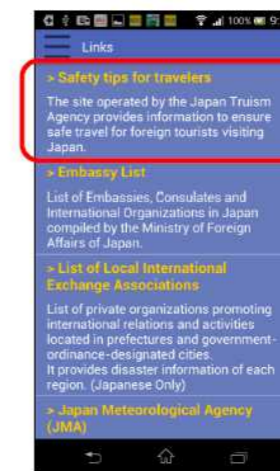 100% 9:
Links
> Safety tips for travelers
The site operated by the Japan Truism
Agency provides information to ensure
safe travel for foreign tourists visiting
Japan.
> Embassy List
List of Embassies, Consulates and
International Organizations in Japan
compiled by the Ministry of Foreign
Affairs of Japan.
> List of Local International
Exchange Associations
List of private organizations promoting
international relations and activities
located in prefectures and government-
ordinance-designated cities.
It provides disaster information of each
region. (Japanese Only)
> Japan Meteorological Agency
(JMA)